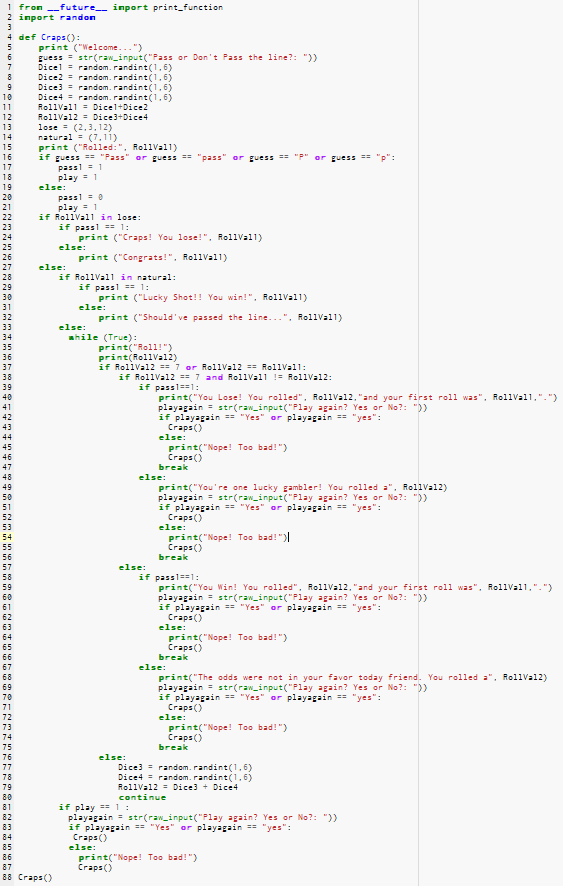 1 from __future__ import print_function
2 import random
3
4 def Craps():
5     print ("Welcome...")
6     guess = str(raw_input("Pass or Don't Pass the line?: "))
7     Dice1 = random.randint(1,6)
8     Dice2 = random.randint(1,6)
9     Dice3 = random.randint(1,6)
10     Dice4 = random.randint(1,6)
11     RollVal1 = Dice1+Dice2
12     RollVal2 = Dice3+Dice4
13     lose = (2,3,12)
14     natural = (7,11)
15     print ("Rolled:", RollVal1)
16     if guess == "Pass" or guess == "pass" or guess == "P" or guess == "p":
17         pass1 = 1
18         play = 1
19     else:
20         pass1 = 0
21         play = 1
22     if RollVal1 in lose:
23         if pass1 == 1:
24             print ("Craps! You lose!", RollVal1)
25         else:
26             print ("Congrats!", RollVal1)
27     else:
28         if RollVal1 in natural:
29             if pass1 == 1:
30                 print ("Lucky Shot!! You win!", RollVal1)
31             else:
32                 print ("Should've passed the line...", RollVal1)
33         else:
34           while (True):
35                 print("Roll!")
36                 print(RollVal2)
37                 if RollVal2 == 7 or RollVal2 == RollVal1:
38                     if RollVal2 == 7 and RollVal1 != RollVal2:
39                         if pass1==1:
40                             print("You Lose! You rolled", RollVal2,"and your first roll was", RollVal1,".")
41                             playagain = str(raw_input("Play again? Yes or No?: "))
42                             if playagain == "Yes" or playagain == "yes":
43                               Craps()
44                             else:
45                               print("Nope! Too bad!")
46                               Craps()
47                             break
48                         else:
49                             print("You're one lucky gambler! You rolled a", RollVal2)
50                             playagain = str(raw_input("Play again? Yes or No?: "))
51                             if playagain == "Yes" or playagain == "yes":
52                               Craps()
53                             else:
54                               print("Nope! Too bad!")
55                               Craps()
56                             break
57                     else:
58                         if pass1==1:
59                             print("You Win! You rolled", RollVal2,"and your first roll was", RollVal1,".")
60                             playagain = str(raw_input("Play again? Yes or No?: "))
61                             if playagain == "Yes" or playagain == "yes":
62                               Craps()
63                             else:
64                               print("Nope! Too bad!")
65                               Craps()
66                             break
67                         else:
68                             print("The odds were not in your favor today friend. You rolled a", RollVal2)
69                             playagain = str(raw_input("Play again? Yes or No?: "))
70                             if playagain == "Yes" or playagain == "yes":
71                               Craps()
72                             else:
73                               print("Nope! Too bad!")
74                               Craps()
75                             break
76                 else:
77                     Dice3 = random.randint(1,6)
78                     Dice4 = random.randint(1,6)
79                     RollVal2 = Dice3 + Dice4
80                     continue
81         if play == 1 :
82           playagain = str(raw_input("Play again? Yes or No?: "))
83           if playagain == "Yes" or playagain == "yes":
84            Craps()
85           else:
86             print("Nope! Too bad!")
87             Craps()
88 Craps()